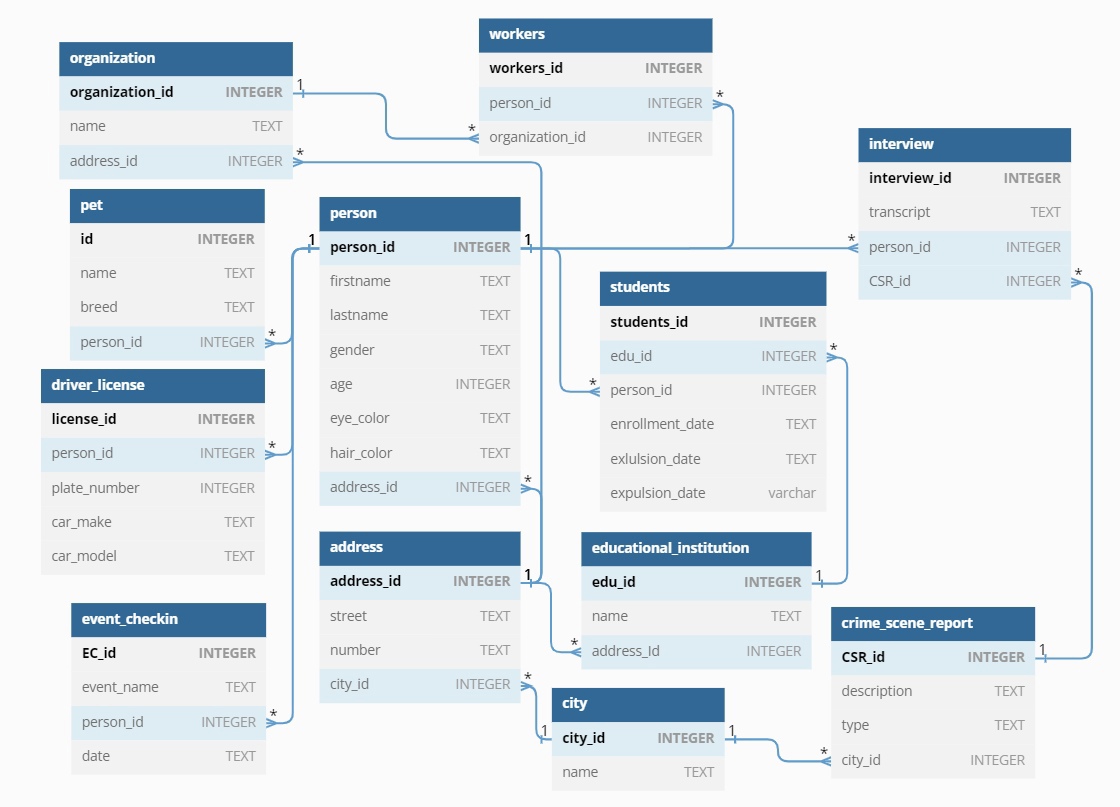 organization
organization_id INTEGER
name TEXT
address_id INTEGER
workers
workers_id INTEGER
person_id INTEGER
organization_id INTEGER
interview
interview_id INTEGER
transcript TEXT
person_id INTEGER
CSR_id INTEGER
pet
id INTEGER
name TEXT
breed TEXT
person_id INTEGER
person
person_id INTEGER
firstname TEXT
lastname TEXT
gender TEXT
age INTEGER
eye_color TEXT
hair_color TEXT
address_id INTEGER
students
students_id INTEGER
edu_id INTEGER
person_id INTEGER
enrollment_date TEXT
exlulsion_date TEXT
expulsion_date varchar
driver_license
license_id INTEGER
person_id INTEGER
plate_number INTEGER
car_make TEXT
car_model TEXT
address
address_id INTEGER
street TEXT
number TEXT
city_id INTEGER
educational_institution
edu_id INTEGER
name TEXT
address_Id INTEGER
event_checkin
EC_id INTEGER
event_name TEXT
person_id INTEGER
date TEXT
city
city_id INTEGER
name TEXT
crime_scene_report
CSR_id INTEGER
description TEXT
type TEXT
city_id INTEGER
1
*
*
*
1
1
*
*
*
*
*
*
*
1
1
*
*
1
*
1
1
*